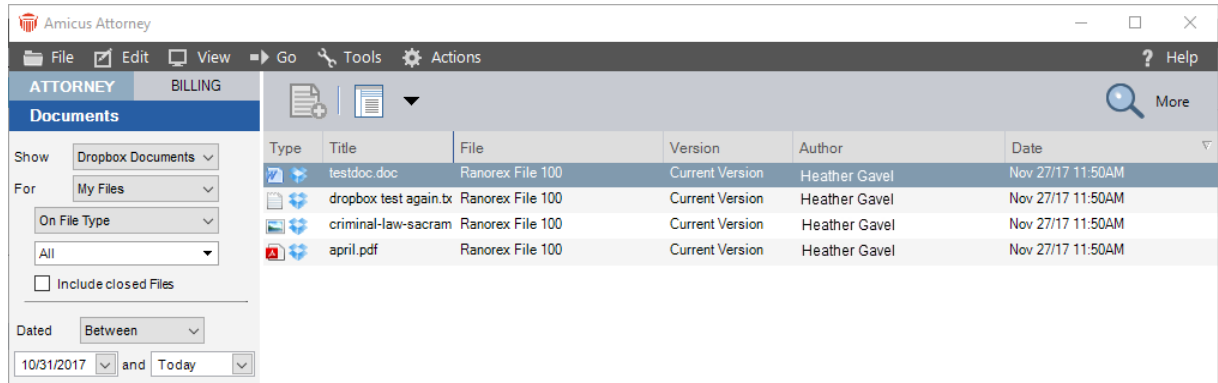 Amicus Attorney
File Edit View Go Tools Actions ? Help
ATTORNEY BILLING
Documents
More
Show Dropbox Documents
For My Files
On File Type
All
Include closed Files
Dated Between
10/31/2017 and Today
Type Title File Version Author Date
testdoc.doc Ranorex File 100 Current Version Heather Gavel Nov 27/17 11:50AM
dropbox test again.tx Ranorex File 100 Current Version Heather Gavel Nov 27/17 11:50AM
criminal-law-sacram Ranorex File 100 Current Version Heather Gavel Nov 27/17 11:50AM
april.pdf Ranorex File 100 Current Version Heather Gavel Nov 27/17 11:50AM